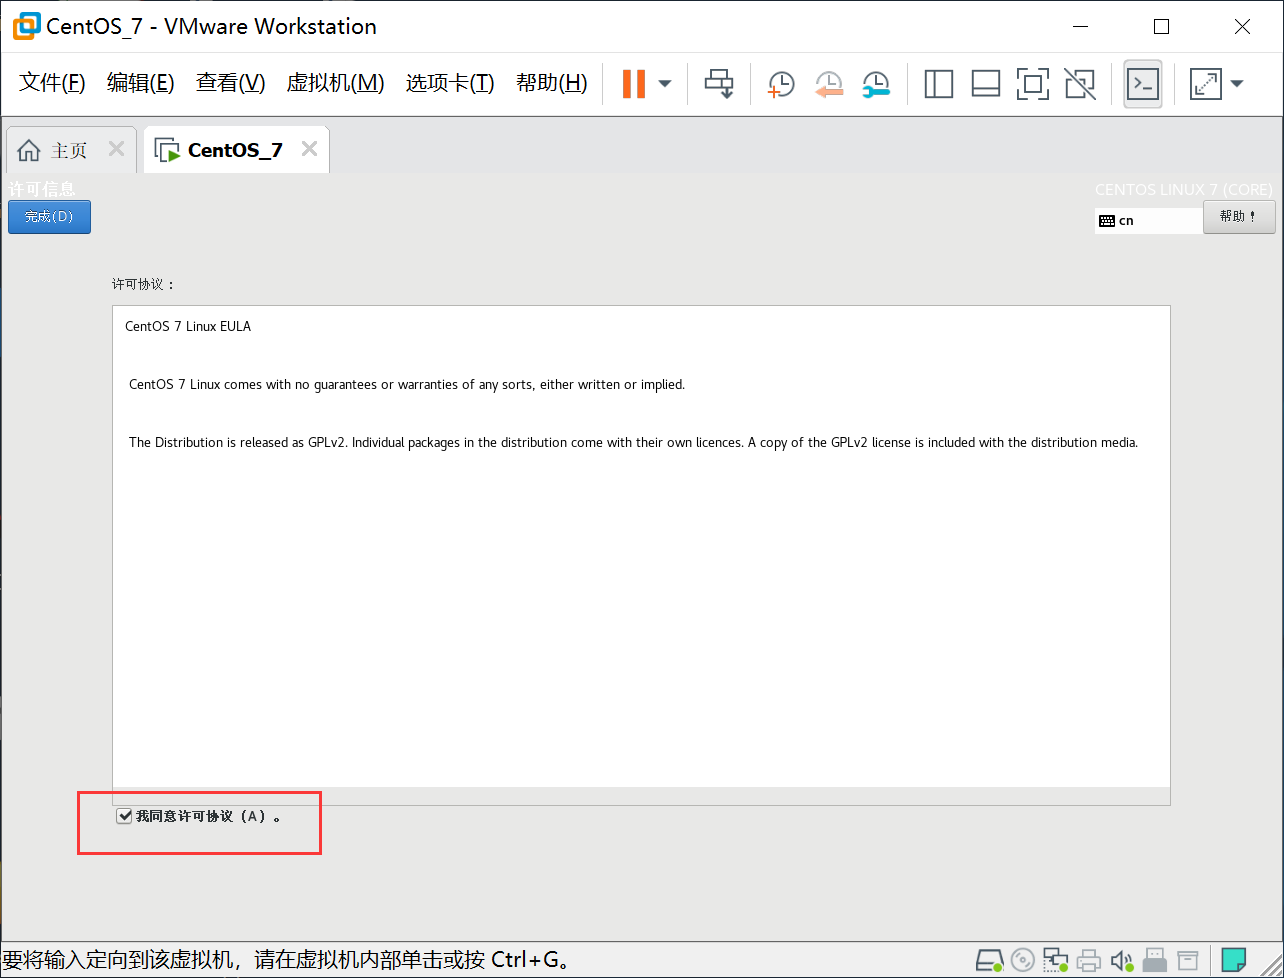 CentOS_7 - VMware Workstation
文件(F) 编辑(E) 查看(V) 虚拟机(M) 选项卡(T) 帮助(H)
主页 CentOS_7
许可信息 CENTOS LINUX 7 (CORE)
完成(D) cn 帮助！
许可协议：
CentOS 7 Linux EULA
CentOS 7 Linux comes with no guarantees or warranties of any sorts, either written or implied.
The Distribution is released as GPLv2. Individual packages in the distribution come with their own licences. A copy of the GPLv2 license is included with the distribution media.
我同意许可协议（A）。
要将输入定向到该虚拟机，请在虚拟机内部单击或按 Ctrl+G。